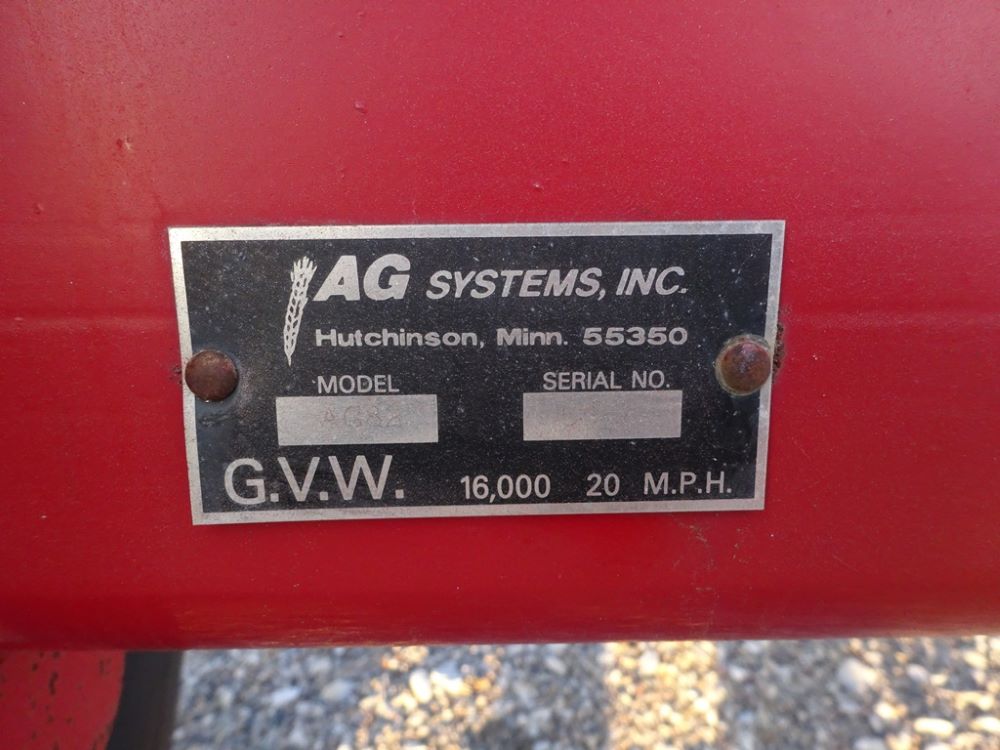 AG SYSTEMS, INC.
Hutchinson, Minn. 55350
MODEL SERIAL NO.
G.V.W. 16,000 20 M.P.H.